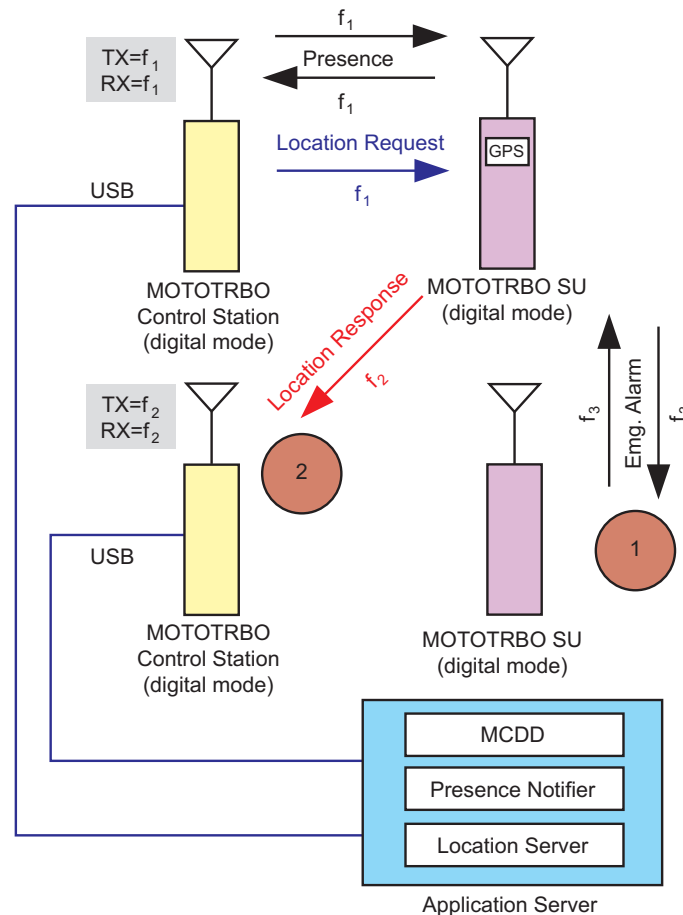 f1
TX=f1
RX=f1
Presence
f1
GPS
Location Request
f1
USB
MOTOTRBO
Control Station
(digital mode)
MOTOTRBO SU
(digital mode)
Location Response
f2
TX=f2
RX=f2
2
f3
Emg. Alarm
f3
1
USB
MOTOTRBO
Control Station
(digital mode)
MOTOTRBO SU
(digital mode)
MCDD
Presence Notifier
Location Server
Application Server